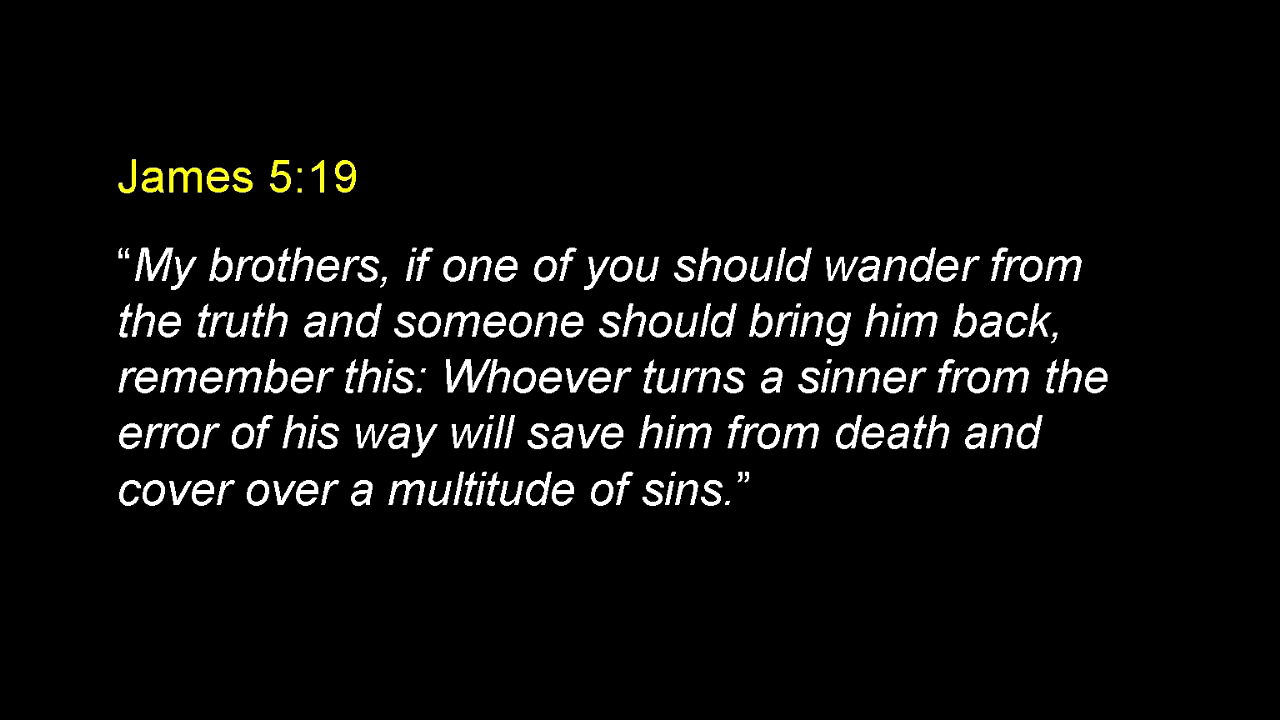 James 5:19
“My brothers, if one of you should wander from
the truth and someone should bring him back,
remember this: Whoever turns a sinner from the
error of his way will save him from death and
cover over a multitude of sins.”